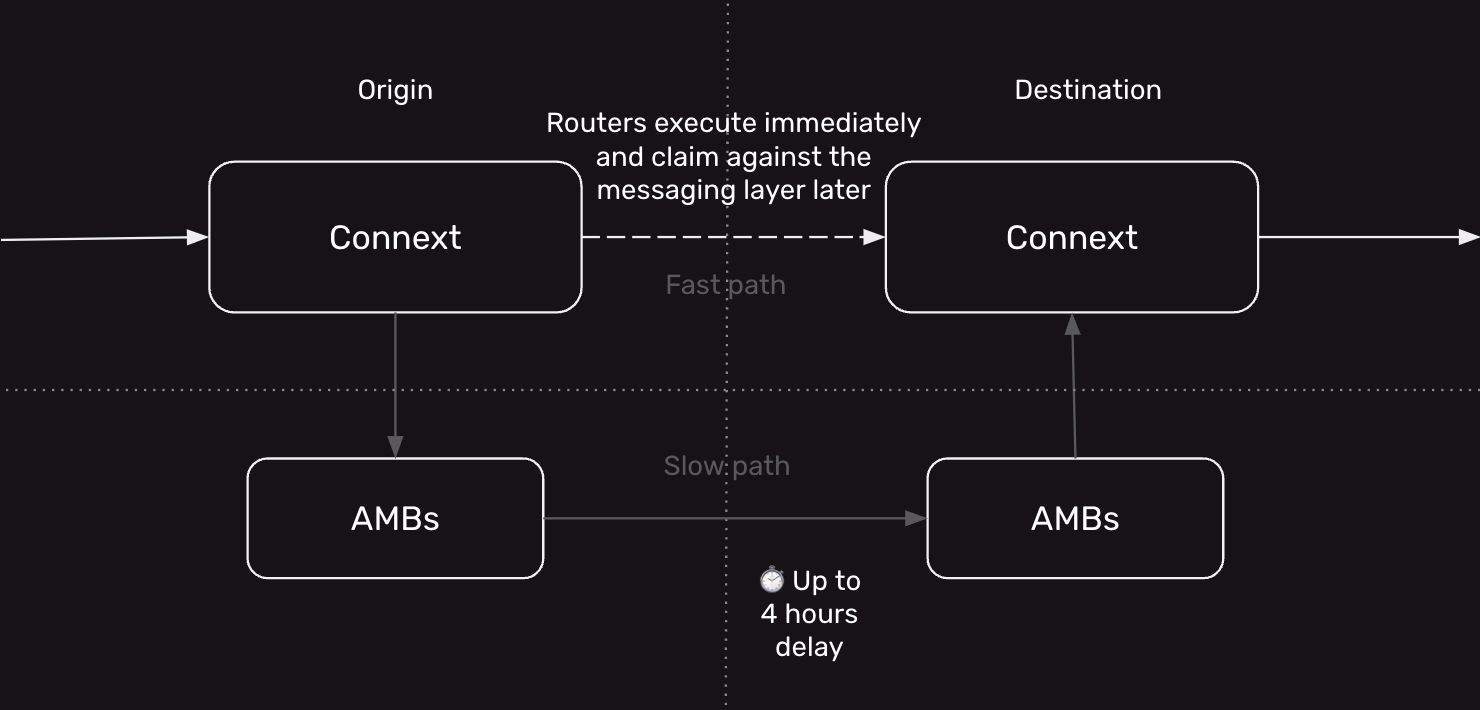 Origin
Destination
Routers execute immediately
and claim against the
messaging layer later
Connext
Connext
Fast path
Slow path
AMBs
AMBs
⏱ Up to
4 hours
delay